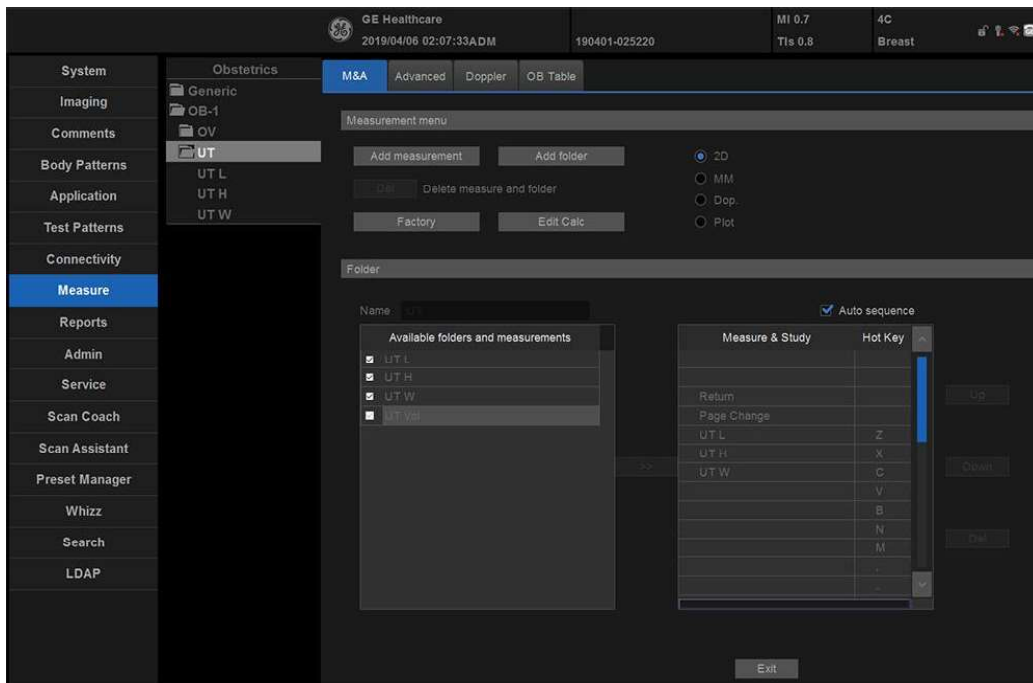 GE Healthcare
2019/04/06 02:07:33ADM
190401-025220
MI 0.7
TIs 0.8
4C
Breast
System
Imaging
Comments
Body Patterns
Application
Test Patterns
Connectivity
Measure
Reports
Admin
Service
Scan Coach
Scan Assistant
Preset Manager
Whizz
Search
LDAP
Obstetrics
Generic
OB-1
OV
UT
UT L
UT H
UT W
M&A Advanced Doppler OB Table
Measurement menu
Add measurement Add folder
Del Delete measure and folder
Factory Edit Calc
2D
MM
Dop.
Plot
Folder
Name UT
Auto sequence
Available folders and measurements
UT L
UT H
UT W
UT Vol
>>
Measure & Study Hot Key
Return
Page Change
UT L Z
UT H X
UT W C
V
B
N
M
Up
Down
Del
Exit